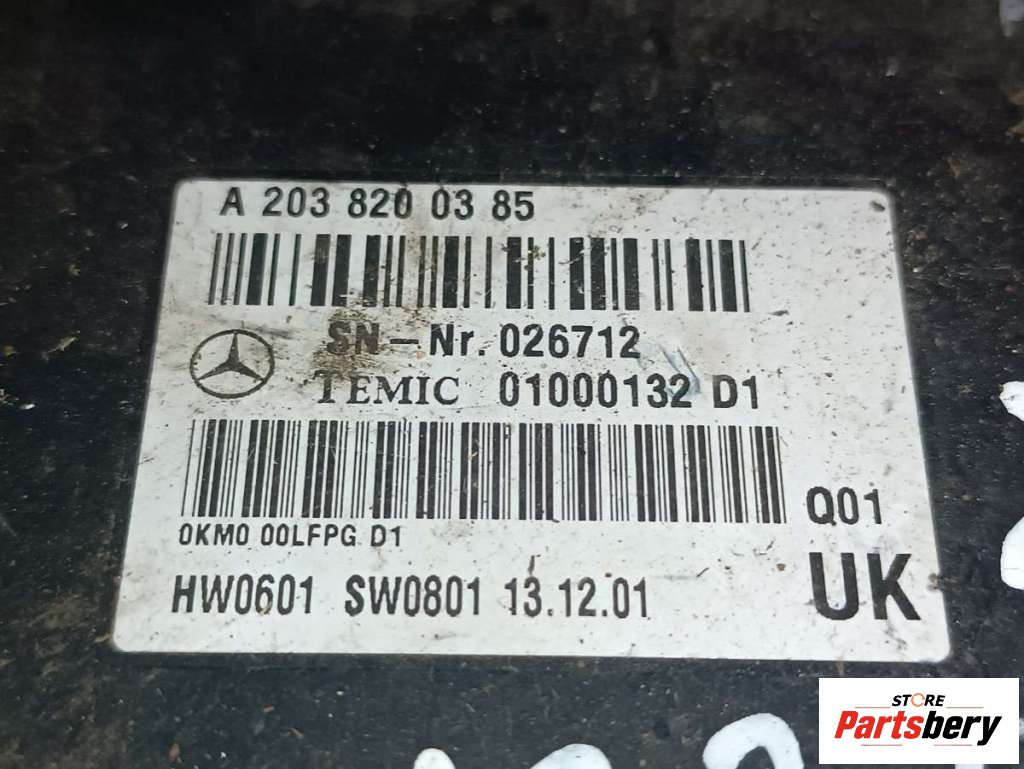 A 203 820 03 85
SN-Nr. 026712
TEMIC 01000132 D1
Q01
0KM0 00LFPG D1
UK
HW0601 SW0801 13.12.01
STORE
Partsbery